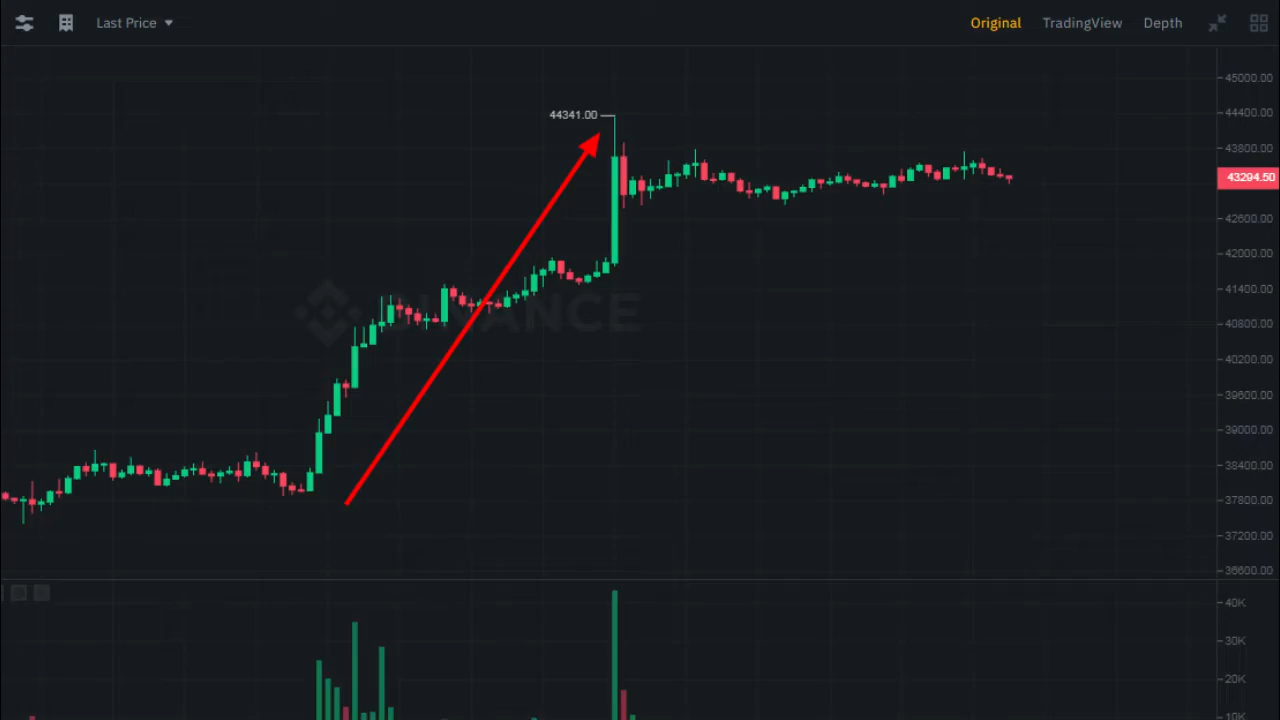 Last Price
Original TradingView Depth
45000.00
44400.00
44341.00
43800.00
43294.50
42600.00
42000.00
41400.00
BINANCE
40800.00
40200.00
39600.00
39000.00
38400.00
37800.00
37200.00
36600.00
40K
30K
20K
10K